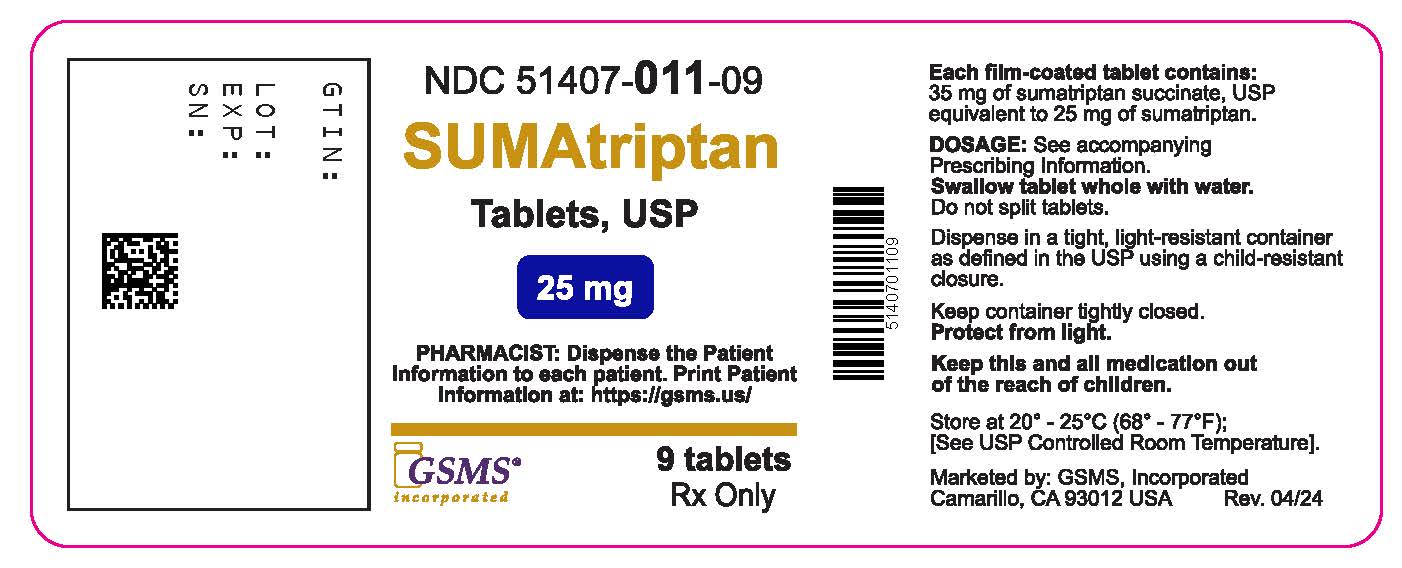 GTIN:
LOT:
EXP:
SN:
NDC 51407-011-09
SUMAtriptan
Tablets, USP
25 mg
PHARMACIST: Dispense the Patient
Information to each patient. Print Patient
Information at: https://gsms.us/
GSMS®
incorporated
9 tablets
Rx Only
5140701109
Each film-coated tablet contains:
35 mg of sumatriptan succinate, USP
equivalent to 25 mg of sumatriptan.
DOSAGE: See accompanying
Prescribing Information.
Swallow tablet whole with water.
Do not split tablets.
Dispense in a tight, light-resistant container
as defined in the USP using a child-resistant
closure.
Keep container tightly closed.
Protect from light.
Keep this and all medication out
of the reach of children.
Store at 20° - 25°C (68° - 77°F);
[See USP Controlled Room Temperature].
Marketed by: GSMS, Incorporated
Camarillo, CA 93012 USA Rev. 04/24